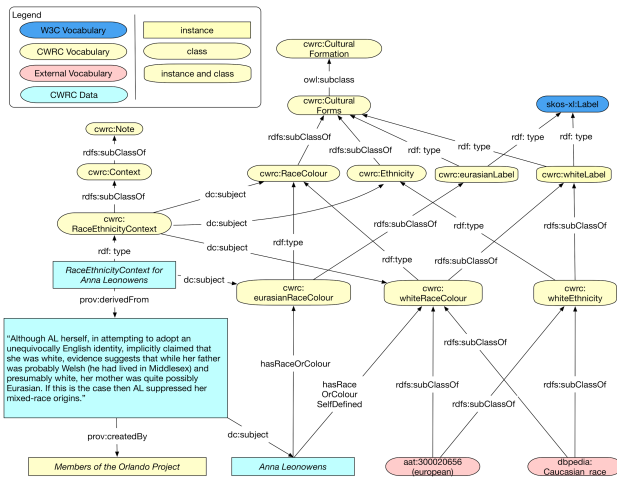 Legend
W3C Vocabulary
instance
CWRC Vocabulary
class
External Vocabulary
instance and class
CWRC Data
cwrc:Cultural
Formation
owl:subclass
cwrc:Cultural
Forms
skos-xl:Label
cwrc:Note
rdfs:subClassOf
rdfs:subClassOf
rdfs:subClassOf
rdf: type
rdf: type
rdf: type
rdf: type
cwrc:Context
cwrc:RaceColour
cwrc:Ethnicity
cwrc:eurasianLabel
cwrc:whiteLabel
rdfs:subClassOf
dc:subject
cwrc:
RaceEthnicityContext
dc:subject
rdfs:subClassOf
rdfs:subClassOf
rdf: type
dc:subject
rdf:type
rdf:type
rdf:type
rdfs:subClassOf
RaceEthnicityContext for
Anna Leonowens
dc:subject
cwrc:
eurasianRaceColour
cwrc:
whiteRaceColour
cwrc:
whiteEthnicity
prov:derivedFrom
“Although AL herself, in attempting to adopt an
unequivocally English identity, implicitly claimed that
she was white, evidence suggests that while her father
was probably Welsh (he had lived in Middlesex) and
presumably white, her mother was quite possibly
Eurasian. If this is the case then AL suppressed her
mixed-race origins.”
hasRaceOrColour
hasRace
OrColour
SelfDefined
rdfs:subClassOf
rdfs:subClassOf
rdfs:subClassOf
rdfs:subClassOf
prov:createdBy
dc:subject
Members of the Orlando Project
Anna Leonowens
aat:300020656
(european)
dbpedia:
Caucasian_race